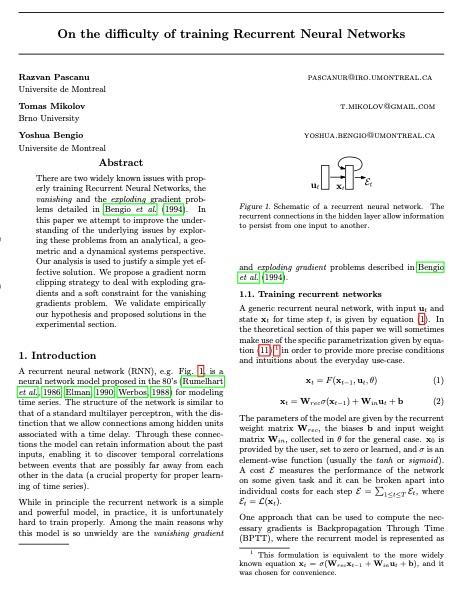 On the difficulty of training Recurrent Neural Networks
Razvan Pascanu PASCANUR@IRO.UMONTREAL.CA
Universite de Montreal
Tomas Mikolov T.MIKOLOV@GMAIL.COM
Brno University
Yoshua Bengio YOSHUA.BENGIO@UMONTREAL.CA
Universite de Montreal
Abstract
There are two widely known issues with prop-
erly training Recurrent Neural Networks, the
vanishing and the exploding gradient prob-
lems detailed in Bengio et al. (1994). In
this paper we attempt to improve the under-
standing of the underlying issues by explor-
ing these problems from an analytical, a geo-
metric and a dynamical systems perspective.
Our analysis is used to justify a simple yet ef-
fective solution. We propose a gradient norm
clipping strategy to deal with exploding gra-
dients and a soft constraint for the vanishing
gradients problem. We validate empirically
our hypothesis and proposed solutions in the
experimental section.
1. Introduction
A recurrent neural network (RNN), e.g. Fig. 1, is a
neural network model proposed in the 80's (Rumelhart
et al., 1986; Elman, 1990; Werbos, 1988) for modeling
time series. The structure of the network is similar to
that of a standard multilayer perceptron, with the dis-
tinction that we allow connections among hidden units
associated with a time delay. Through these connec-
tions the model can retain information about the past
inputs, enabling it to discover temporal correlations
between events that are possibly far away from each
other in the data (a crucial property for proper learn-
ing of time series).
While in principle the recurrent network is a simple
and powerful model, in practice, it is unfortunately
hard to train properly. Among the main reasons why
this model is so unwieldy are the vanishing gradient
u_t x_t ℰ_t
Figure 1. Schematic of a recurrent neural network. The
recurrent connections in the hidden layer allow information
to persist from one input to another.
and exploding gradient problems described in Bengio
et al. (1994).
1.1. Training recurrent networks
A generic recurrent neural network, with input u_t and
state x_t for time step t, is given by equation (1). In
the theoretical section of this paper we will sometimes
make use of the specific parametrization given by equa-
tion (11) ¹ in order to provide more precise conditions
and intuitions about the everyday use-case.
x_t = F(x_{t−1}, u_t, θ) (1)
x_t = W_{rec}σ(x_{t−1}) + W_{in}u_t + b (2)
The parameters of the model are given by the recurrent
weight matrix W_{rec}, the biases b and input weight
matrix W_{in}, collected in θ for the general case. x_0 is
provided by the user, set to zero or learned, and σ is an
element-wise function (usually the tanh or sigmoid).
A cost ℰ measures the performance of the network
on some given task and it can be broken apart into
individual costs for each step ℰ = ∑_{1≤t≤T} ℰ_t, where
ℰ_t = ℒ(x_t).
One approach that can be used to compute the nec-
essary gradients is Backpropagation Through Time
(BPTT), where the recurrent model is represented as
¹ This formulation is equivalent to the more widely
known equation x_t = σ(W_{rec}x_{t−1} + W_{in}u_t + b), and it
was chosen for convenience.